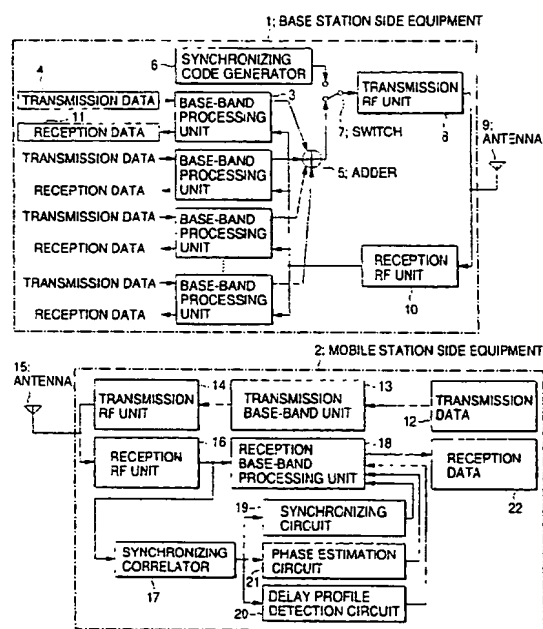 1; BASE STATION SIDE EQUIPMENT
6
SYNCHRONIZING
CODE GENERATOR
4
3
TRANSMISSION
RF UNIT
TRANSMISSION DATA
BASE-BAND
PROCESSING
UNIT
11
RECEPTION DATA
7; SWITCH
8
9;
ANTENNA
TRANSMISSION DATA
BASE-BAND
PROCESSING
UNIT
RECEPTION DATA
5; ADDER
TRANSMISSION DATA
BASE-BAND
PROCESSING
UNIT
RECEPTION DATA
RECEPTION
RF UNIT
10
TRANSMISSION DATA
BASE-BAND
PROCESSING
UNIT
RECEPTION DATA
2; MOBILE STATION SIDE EQUIPMENT
15;
ANTENNA
14
13
TRANSMISSION
RF UNIT
TRANSMISSION
BASE-BAND UNIT
TRANSMISSION
DATA
12
16
18
RECEPTION
RF UNIT
RECEPTION
BASE-BAND
PROCESSING UNIT
RECEPTION
DATA
22
19
SYNCHRONIZING
CIRCUIT
SYNCHRONIZING
CORRELATOR
17
PHASE ESTIMATION
CIRCUIT
21
DELAY PROFILE
DETECTION CIRCUIT
20